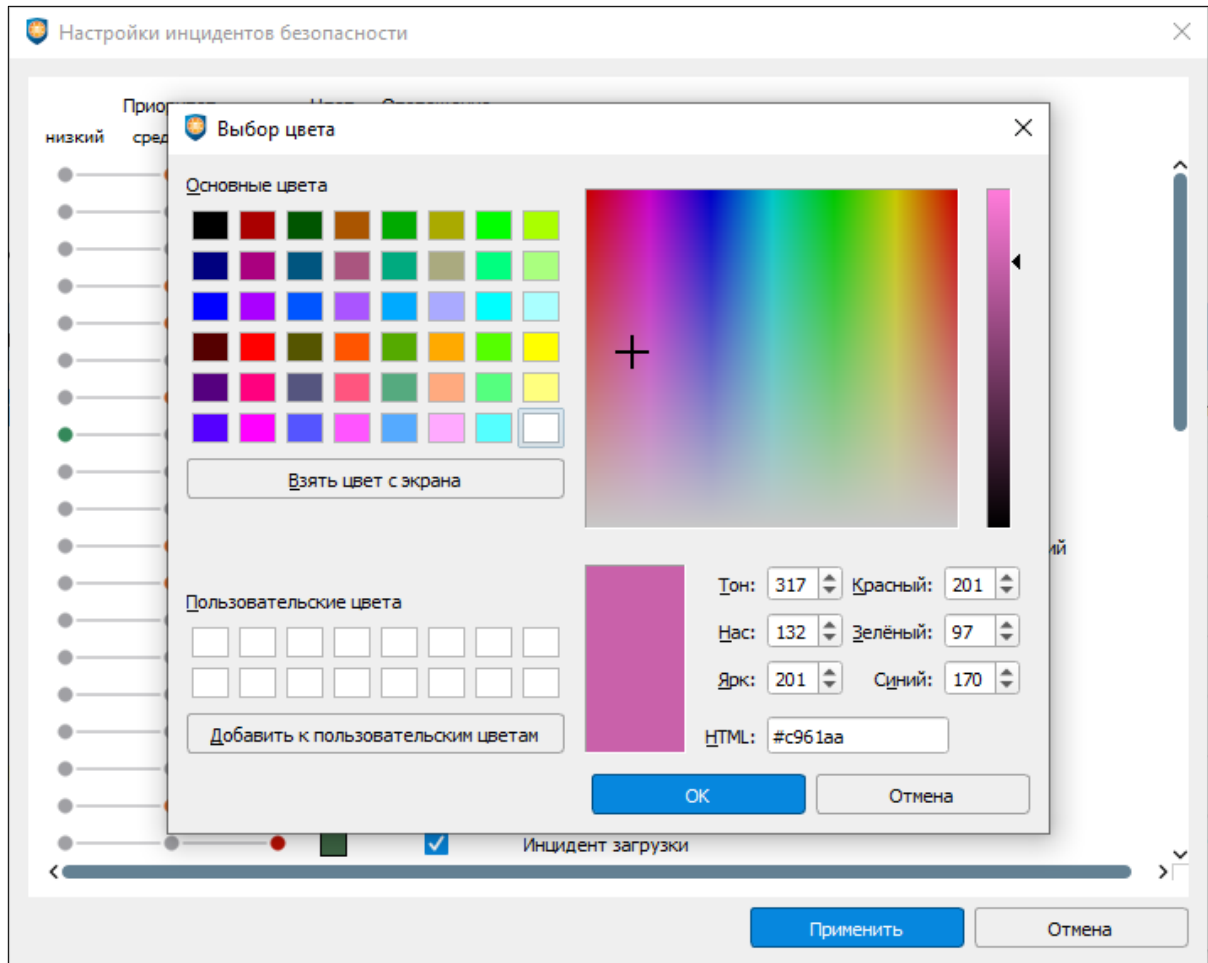 Настройки инцидентов безопасности
низкий
Выбор цвета
Основные цвета
Взять цвет с экрана
Пользовательские цвета
Добавить к пользовательским цветам
Тон: 317 Красный: 201
Нас: 132 Зелёный: 97
Ярк: 201 Синий: 170
HTML: #c961aa
OK Отмена
Инцидент загрузки
Применить Отмена